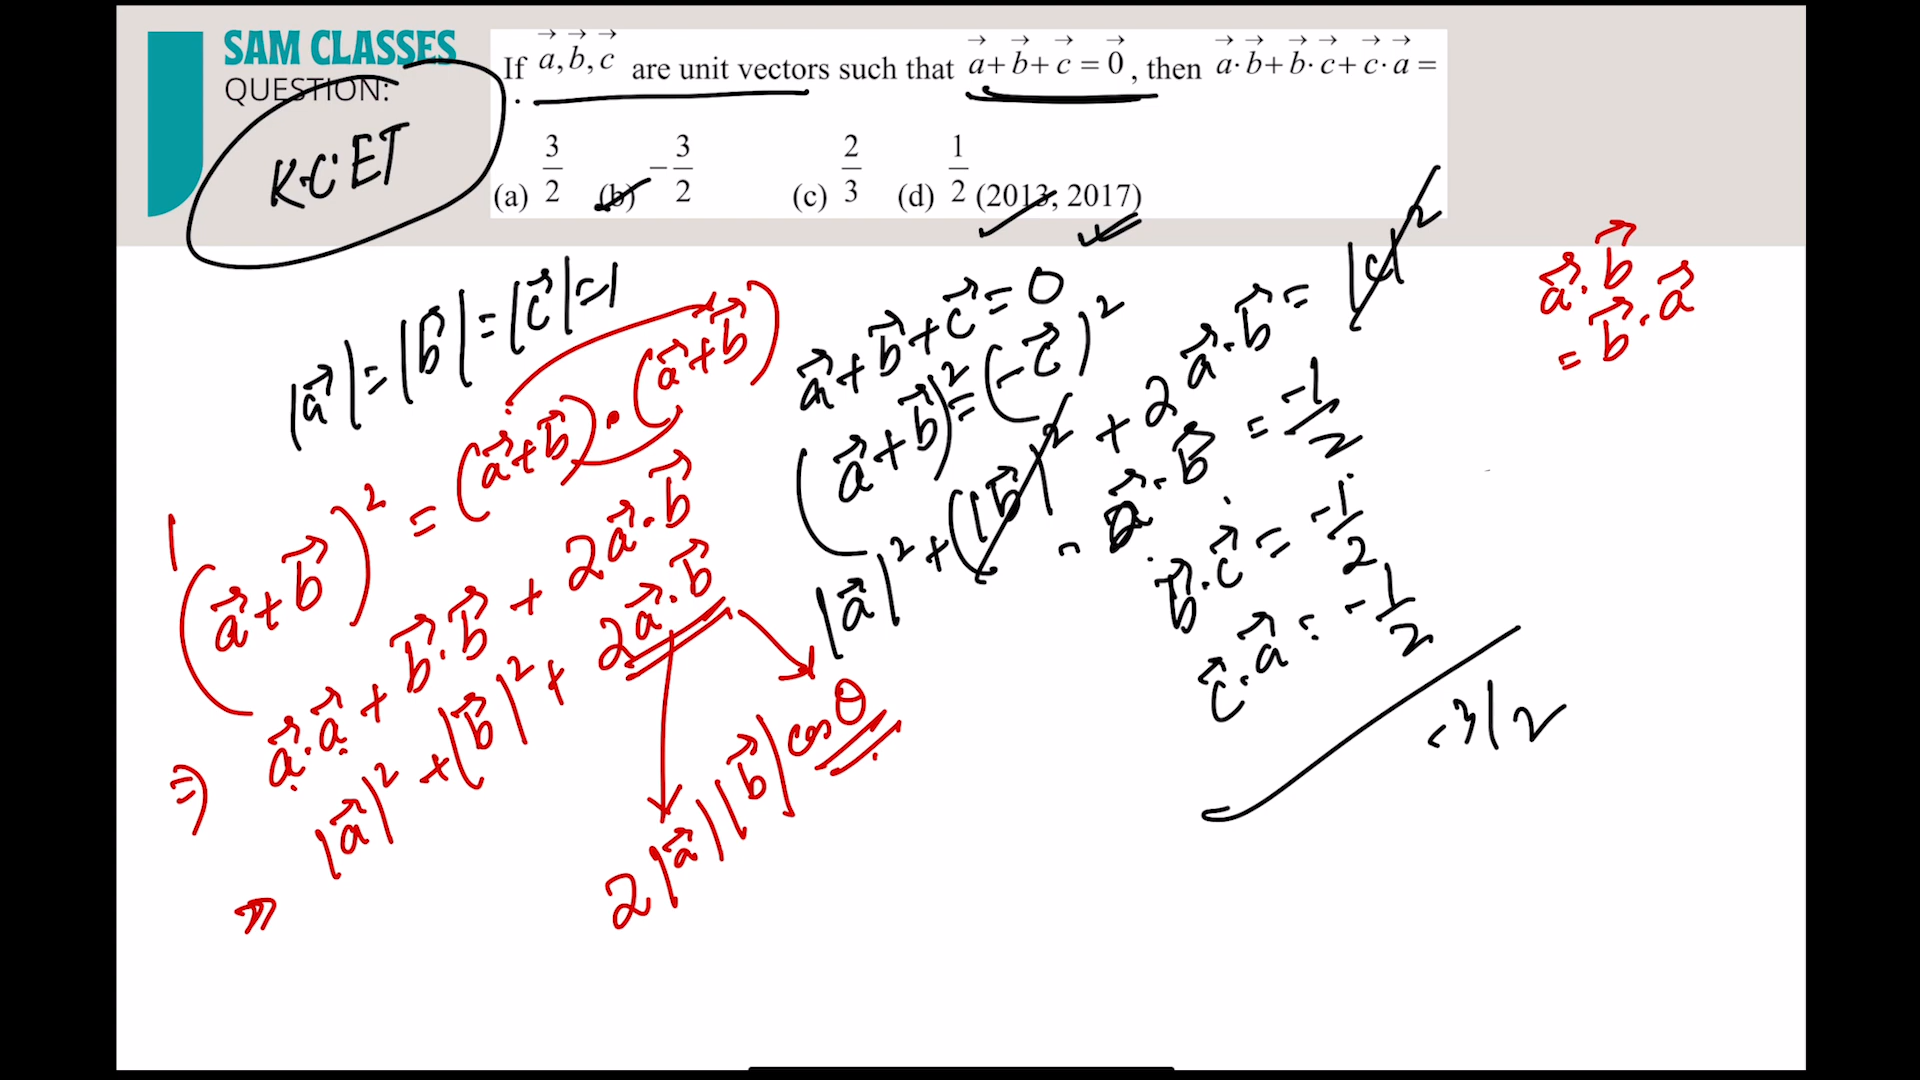 SAM CLASSES
QUESTION:
K.CET
If a⃗, b⃗, c⃗ are unit vectors such that a⃗ + b⃗ + c⃗ = 0⃗, then a⃗·b⃗ + b⃗·c⃗ + c⃗·a⃗ =
(a) 3/2 (b) -3/2 (c) 2/3 (d) 1/2 (2013, 2017)
|a⃗| = |b⃗| = |c⃗| = 1
(a⃗+b⃗)² = (a⃗+b⃗)·(a⃗+b⃗)
⇒ a⃗·a⃗ + b⃗·b⃗ + 2a⃗·b⃗
|a⃗|² + |b⃗|² + 2a⃗·b⃗
2|a⃗||b⃗|cosθ
a⃗+b⃗+c⃗=0
(a⃗+b⃗)²=(-c⃗)²
|a⃗|² + |b⃗|² + 2a⃗·b⃗ = |c|²
a⃗·b⃗ = -1/2
b⃗·c⃗ = -1/2
c⃗·a⃗ = -1/2
-3/2
a⃗·b⃗
= b⃗·a⃗